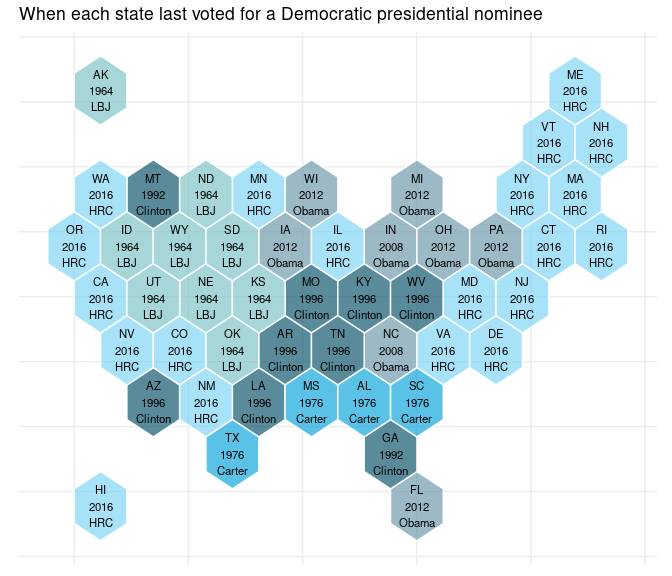 When each state last voted for a Democratic presidential nominee
AK
1964
LBJ
ME
2016
HRC
VT
2016
HRC
NH
2016
HRC
WA
2016
HRC
MT
1992
Clinton
ND
1964
LBJ
MN
2016
HRC
WI
2012
Obama
MI
2012
Obama
NY
2016
HRC
MA
2016
HRC
OR
2016
HRC
ID
1964
LBJ
WY
1964
LBJ
SD
1964
LBJ
IA
2012
Obama
IL
2016
HRC
IN
2008
Obama
OH
2012
Obama
PA
2012
Obama
CT
2016
HRC
RI
2016
HRC
CA
2016
HRC
UT
1964
LBJ
NE
1964
LBJ
KS
1964
LBJ
MO
1996
Clinton
KY
1996
Clinton
WV
1996
Clinton
MD
2016
HRC
NJ
2016
HRC
NV
2016
HRC
CO
2016
HRC
OK
1964
LBJ
AR
1996
Clinton
TN
1996
Clinton
NC
2008
Obama
VA
2016
HRC
DE
2016
HRC
AZ
1996
Clinton
NM
2016
HRC
LA
1996
Clinton
MS
1976
Carter
AL
1976
Carter
SC
1976
Carter
TX
1976
Carter
GA
1992
Clinton
HI
2016
HRC
FL
2012
Obama